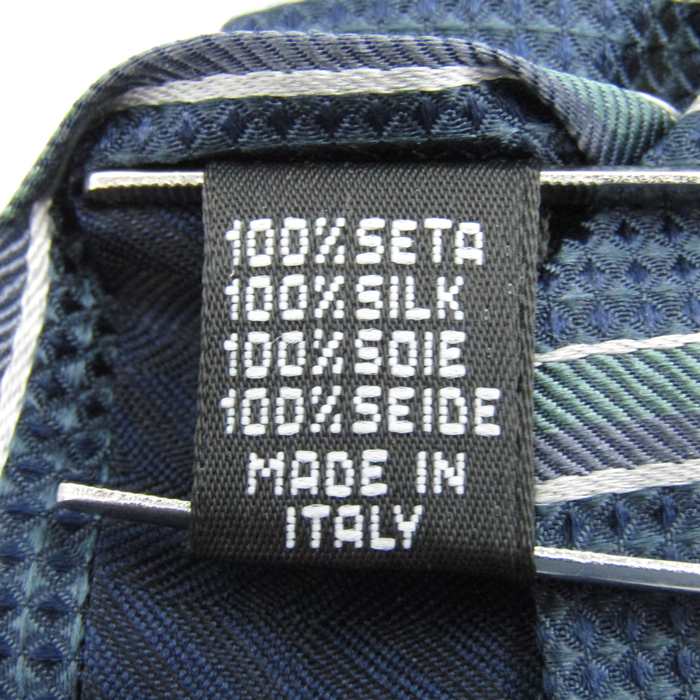 100% SETA
100% SILK
100% SOIE
100% SEIDE
MADE IN
ITALY